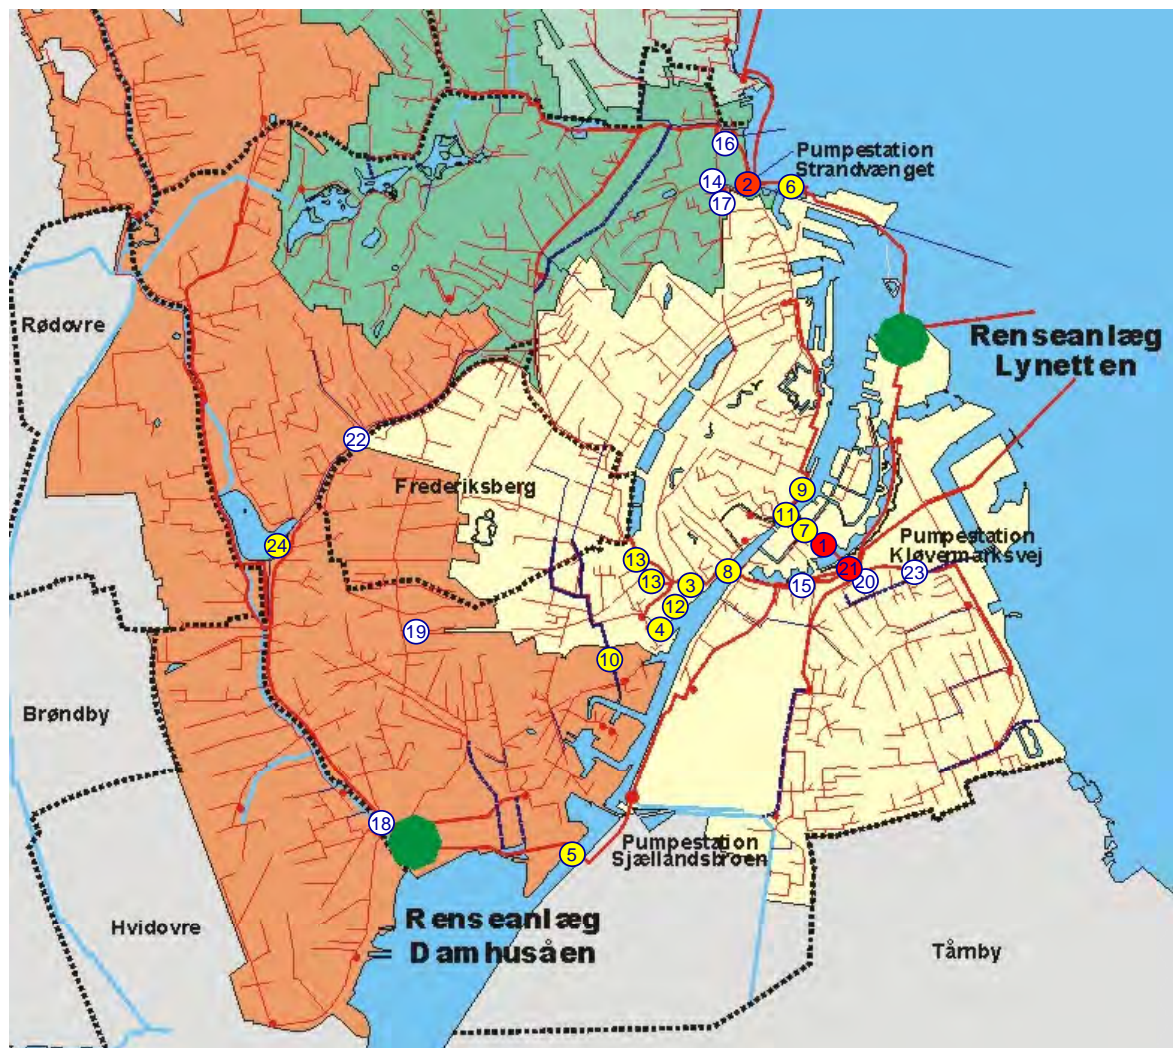 16
Pumpestation
Strandvænget
14
2
6
17
Rødovre
Renseanlæg
Lynetten
22
Frederiksberg
9
11
7
24
1
Pumpestation
Kløvermarksvej
13
13
8
3
21
20
23
15
12
19
4
10
Brøndby
18
5
Pumpestation
Sjællandsbroen
Renseanlæg
Damhusåen
Hvidovre
Tåmby